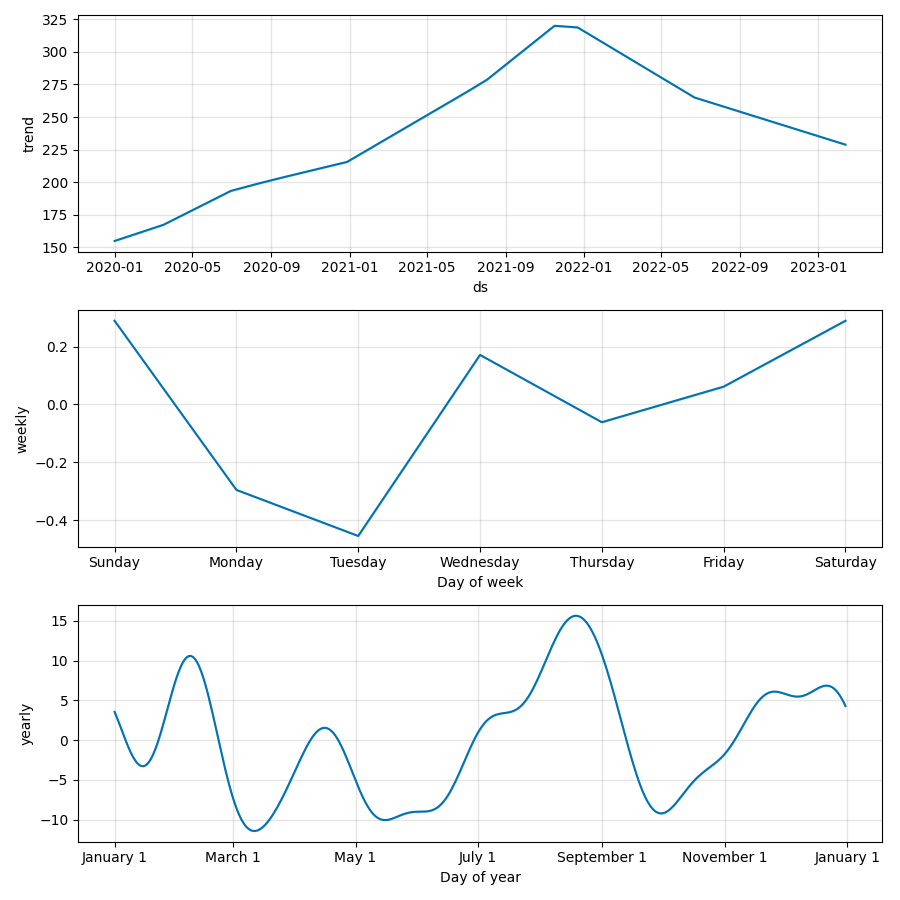 325
300
275
250
225
200
175
150
trend
2020-01 2020-05 2020-09 2021-01 2021-05 2021-09 2022-01 2022-05 2022-09 2023-01
ds
0.2
0.0
−0.2
−0.4
weekly
Sunday Monday Tuesday Wednesday Thursday Friday Saturday
Day of week
15
10
5
0
−5
−10
yearly
January 1 March 1 May 1 July 1 September 1 November 1 January 1
Day of year